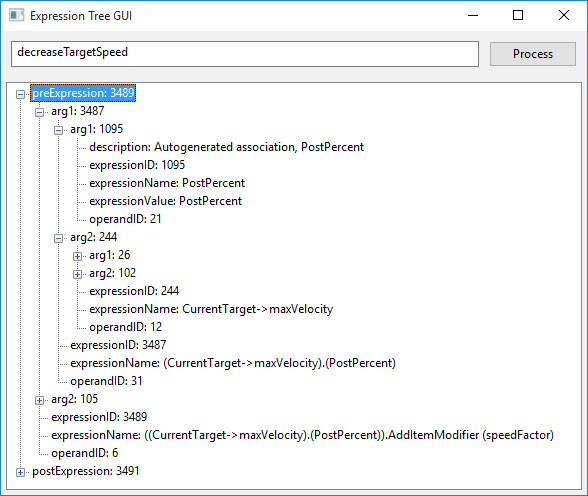 Expression Tree GUI
decreaseTargetSpeed
Process
preExpression: 3489
arg1: 3487
arg1: 1095
description: Autogenerated association, PostPercent
expressionID: 1095
expressionName: PostPercent
expressionValue: PostPercent
operandID: 21
arg2: 244
arg1: 26
arg2: 102
expressionID: 244
expressionName: CurrentTarget->maxVelocity
operandID: 12
expressionID: 3487
expressionName: (CurrentTarget->maxVelocity).(PostPercent)
operandID: 31
arg2: 105
expressionID: 3489
expressionName: ((CurrentTarget->maxVelocity).(PostPercent)).AddItemModifier (speedFactor)
operandID: 6
postExpression: 3491